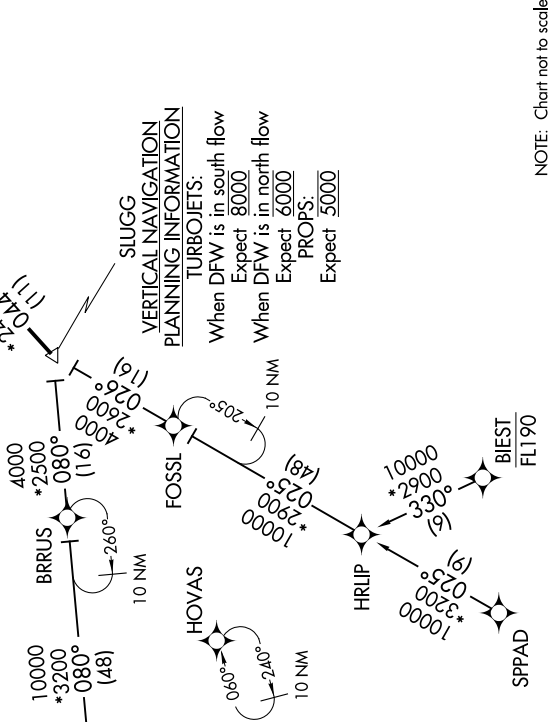 NOTE: Chart not to scale
044
(11)
SLUGG
VERTICAL NAVIGATION
PLANNING INFORMATION
TURBOJETS:
When DFW is in south flow
Expect 8000
When DFW is in north flow
Expect 6000
PROPS:
Expect 5000
4000
*2500
080°
(16)
4000
*2600
026°
(16)
BRRUS
260°
10 NM
FOSSL
205°
10 NM
10000
*3200
080°
(48)
HOVAS
060°
240°
10 NM
10000
*2900
025°
(48)
HRLIP
10000
*2900
330°
(9)
BIEST
FL190
10000
*3200
025°
(9)
SPPAD